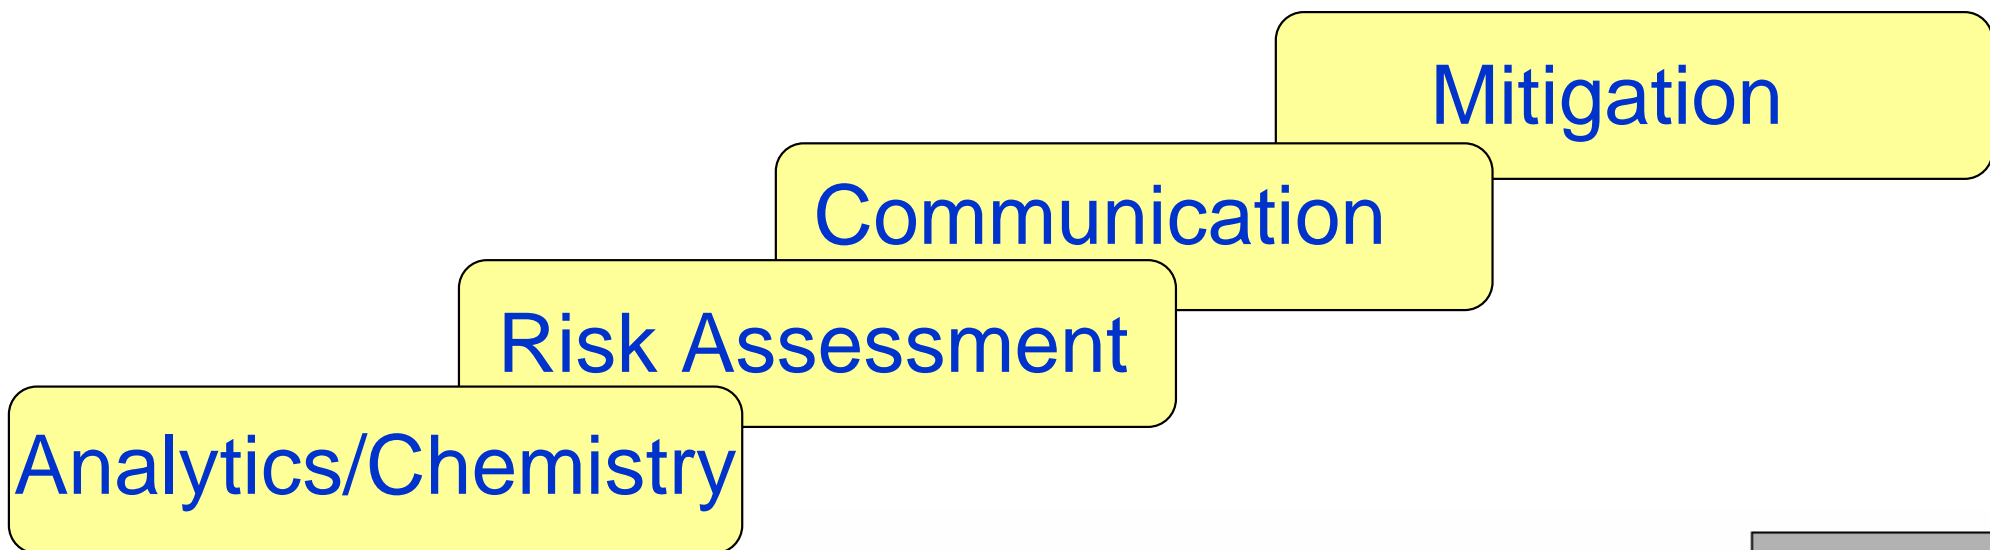 Mitigation
Communication
Risk Assessment
Analytics/Chemistry